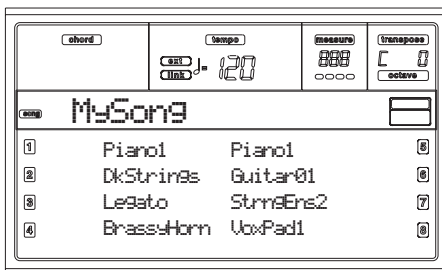 chord tempo measure transpose
ext link = 120 888 C 0
octave
song MySong
1 Piano1 Piano1 5
2 DkStrings Guitar01 6
3 Legato StrngEns2 7
4 BrassyHorn VoxPad1 8